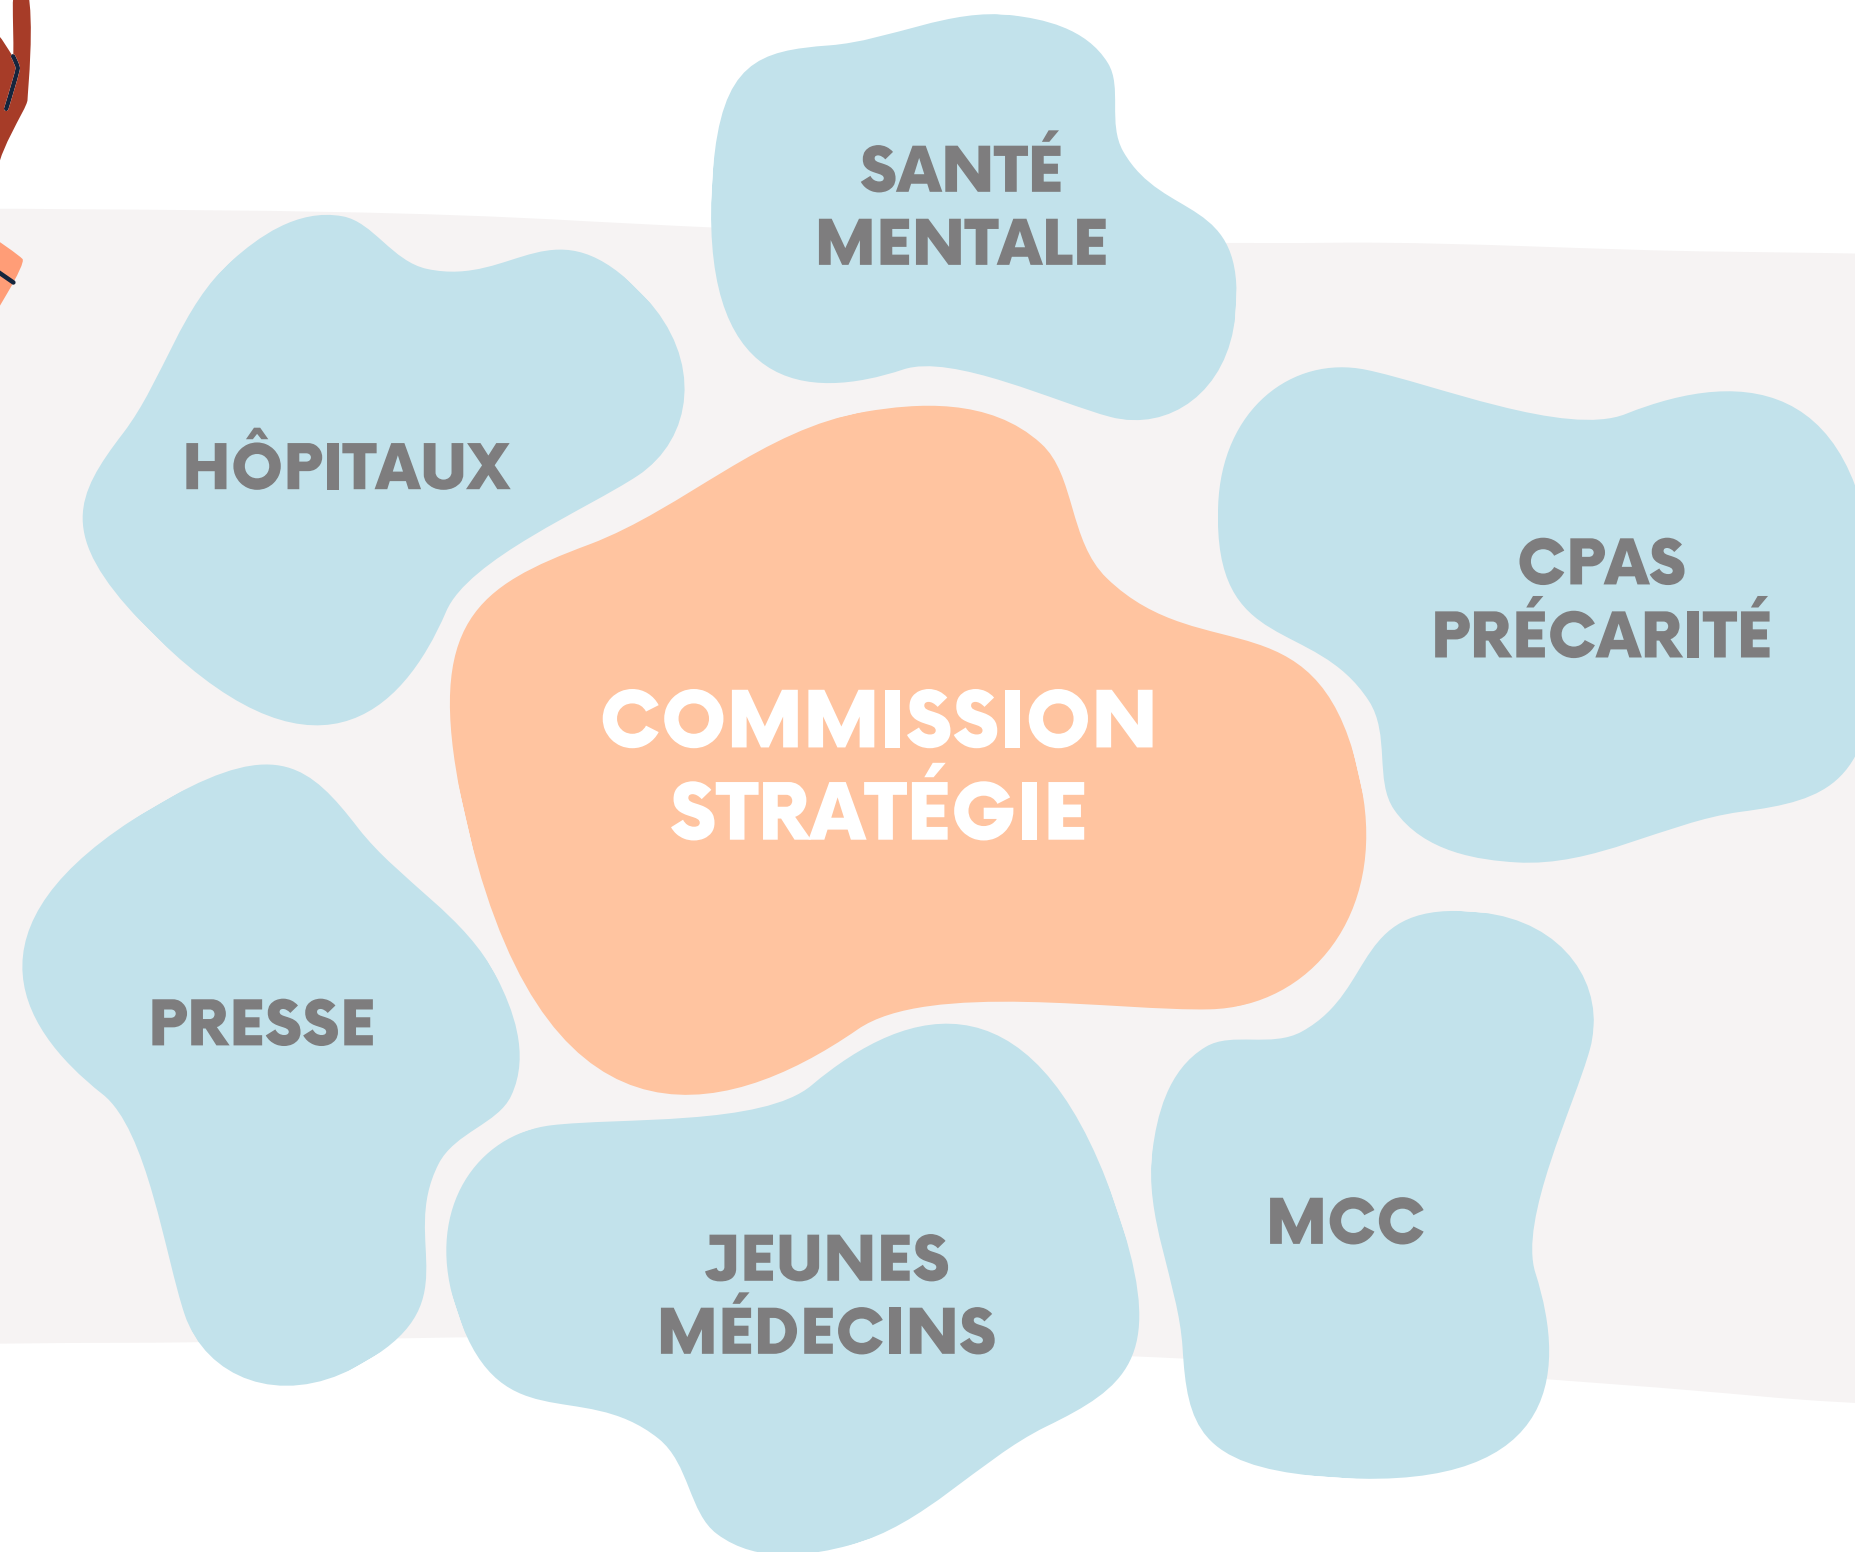 SANTÉ
MENTALE
HÔPITAUX
CPAS
PRÉCARITÉ
COMMISSION
STRATÉGIE
PRESSE
MCC
JEUNES
MÉDECINS